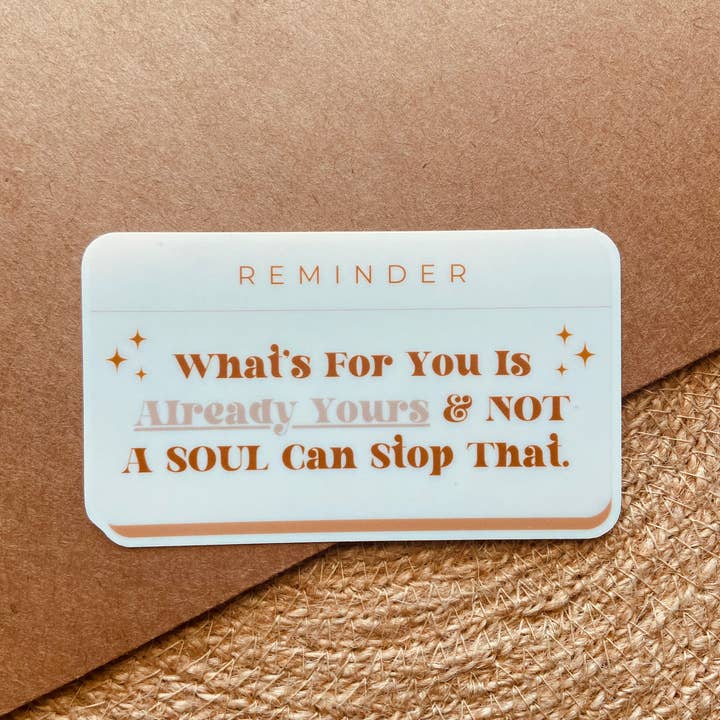 REMINDER
What's For You Is
Already Yours & NOT
A SOUL Can Stop That.